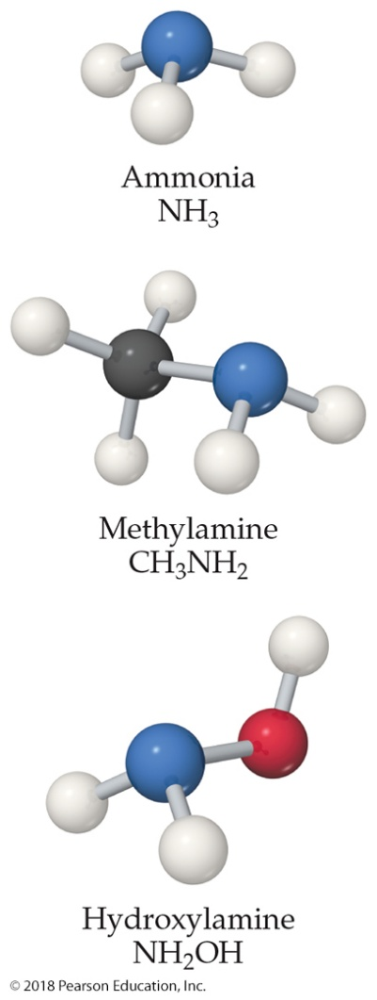 Ammonia
NH₃
Methylamine
CH₃NH₂
Hydroxylamine
NH₂OH
© 2018 Pearson Education, Inc.